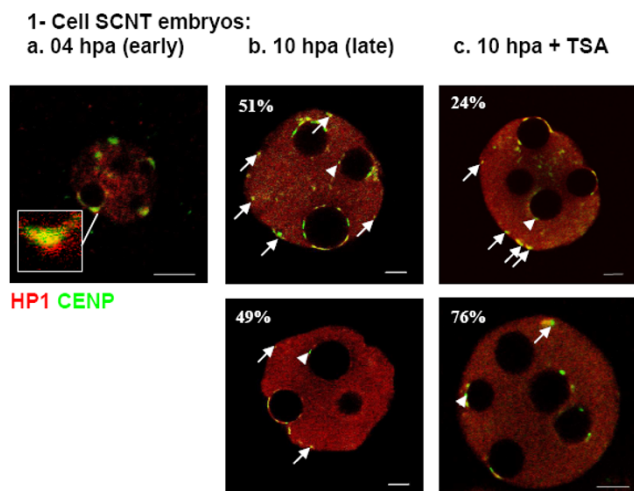 1- Cell SCNT embryos:
a. 04 hpa (early) b. 10 hpa (late) c. 10 hpa + TSA
51% 24%
HP1 CENP
49% 76%